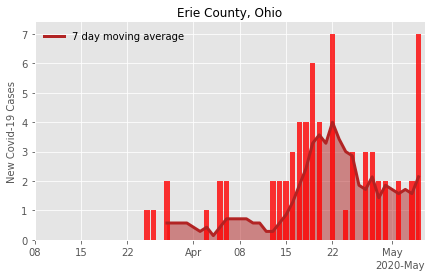 Erie County, Ohio
7 day moving average
New Covid-19 Cases
7
6
5
4
3
2
1
0
08 15 22 Apr 08 15 22 May
2020-May